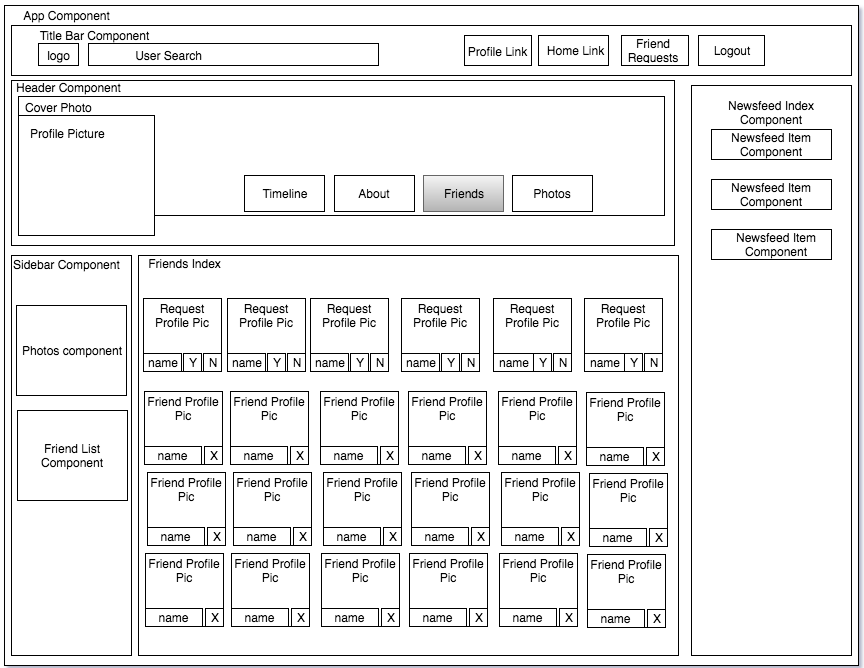 App Component
Title Bar Component
logo
User Search
Profile Link
Home Link
Friend
Requests
Logout
Header Component
Cover Photo
Profile Picture
Timeline
About
Friends
Photos
Newsfeed Index
Component
Newsfeed Item
Component
Newsfeed Item
Component
Newsfeed Item
Component
Sidebar Component
Photos component
Friend List
Component
Friends Index
Request Request Request Request Request Request
Profile Pic Profile Pic Profile Pic Profile Pic Profile Pic Profile Pic
name Y N name Y N name Y N name Y N name Y N name Y N
Friend Profile Friend Profile Friend Profile Friend Profile Friend Profile Friend Profile
Pic Pic Pic Pic Pic Pic
name X name X name X name X name X name X
Friend Profile Friend Profile Friend Profile Friend Profile Friend Profile Friend Profile
Pic Pic Pic Pic Pic Pic
name X name X name X name X name X name X
Friend Profile Friend Profile Friend Profile Friend Profile Friend Profile Friend Profile
Pic Pic Pic Pic Pic Pic
name X name X name X name X name X name X